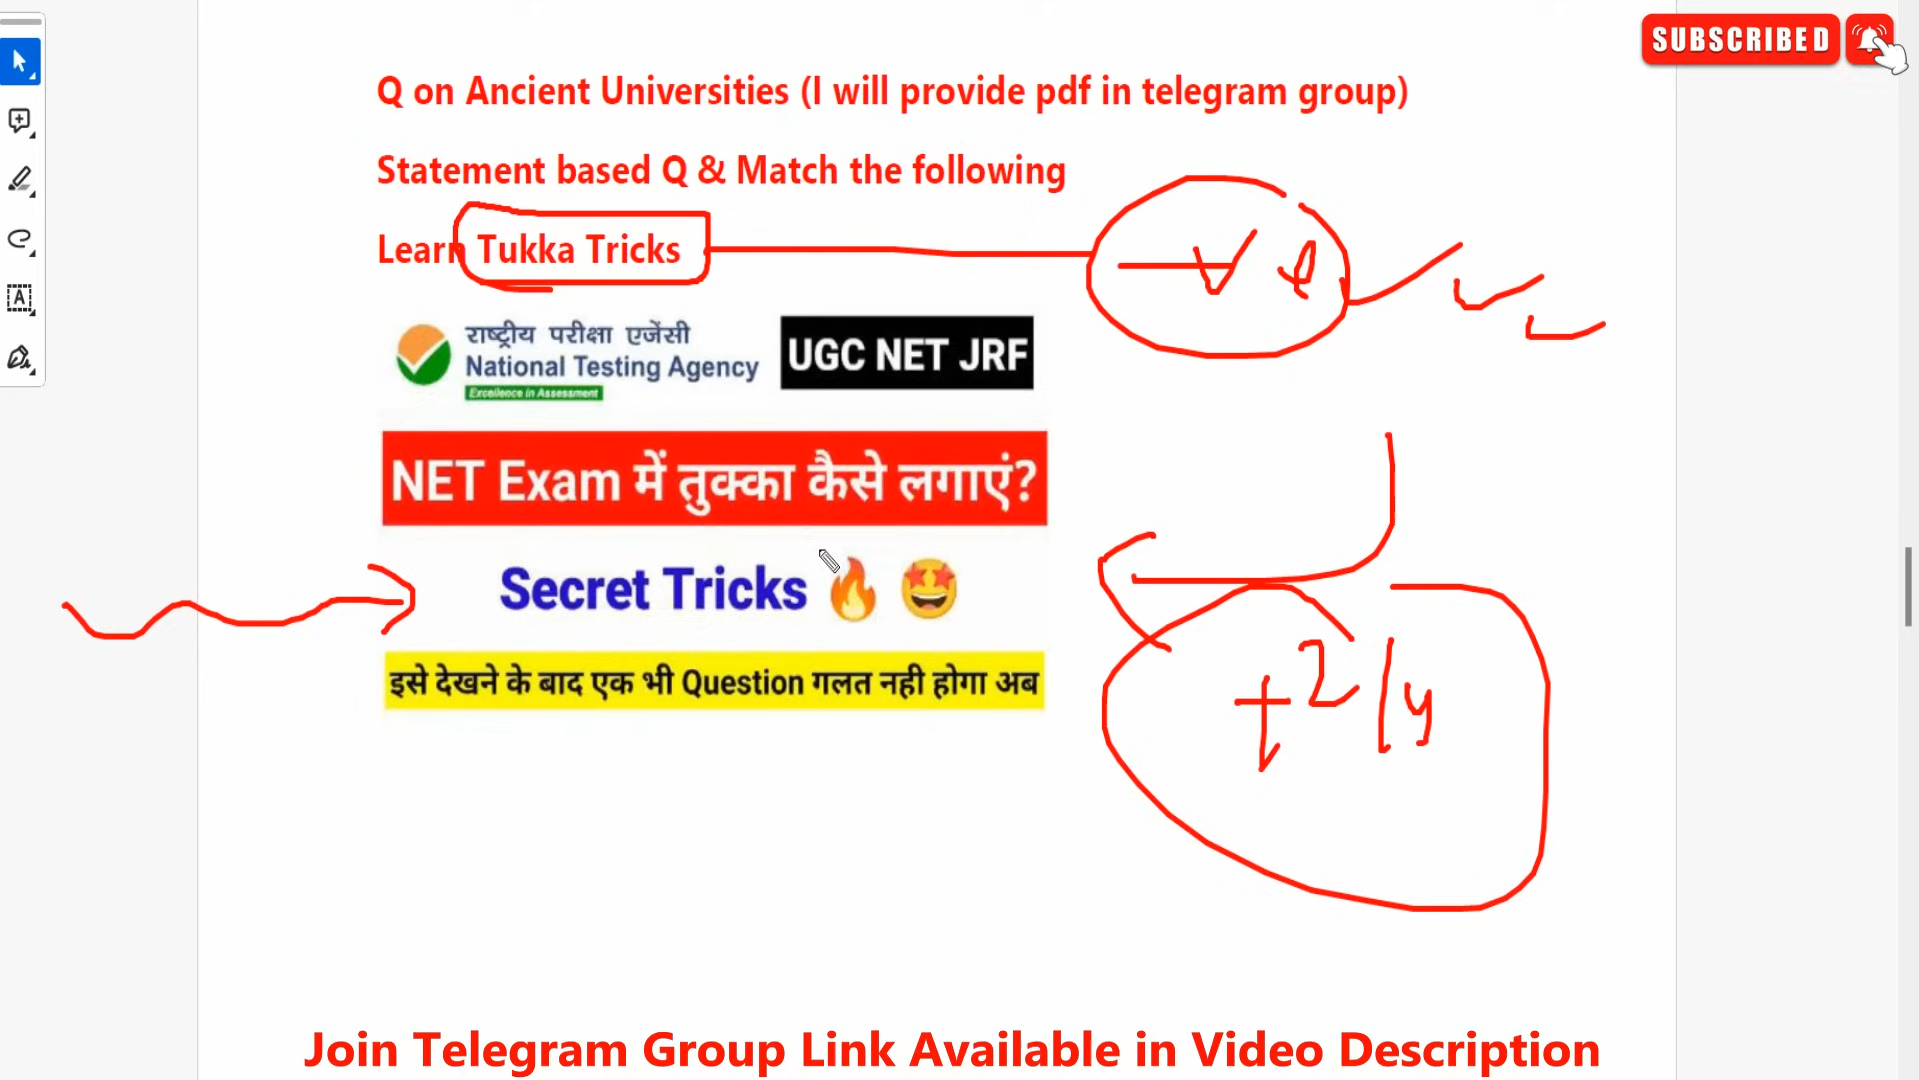 SUBSCRIBED
Q on Ancient Universities (I will provide pdf in telegram group)
Statement based Q & Match the following
Learn Tukka Tricks
-ve
राष्ट्रीय परीक्षा एजेंसी
National Testing Agency
Excellence in Assessment
UGC NET JRF
NET Exam में तुक्का कैसे लगाएं?
Secret Tricks
+2/y
इसे देखने के बाद एक भी Question गलत नही होगा अब
Join Telegram Group Link Available in Video Description